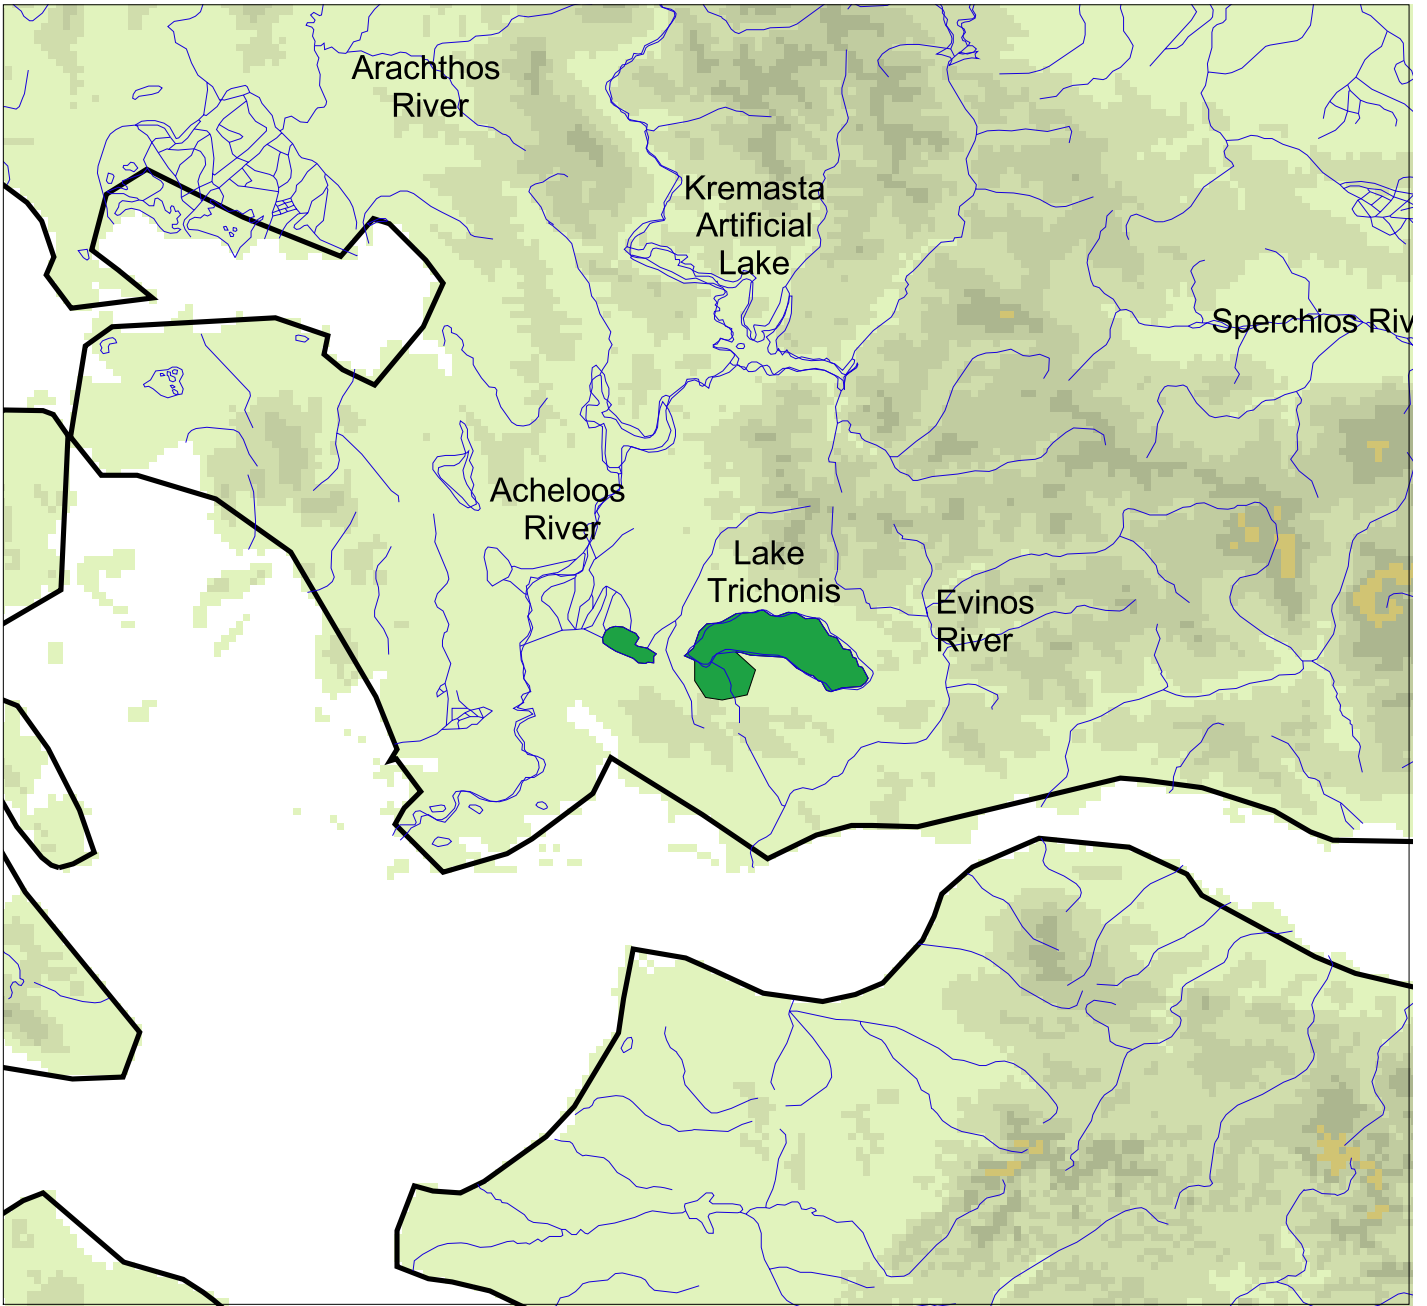 Arachthos
River
Kremasta
Artificial
Lake
Sperchios Riv
Acheloos
River
Lake
Trichonis
Evinos
River